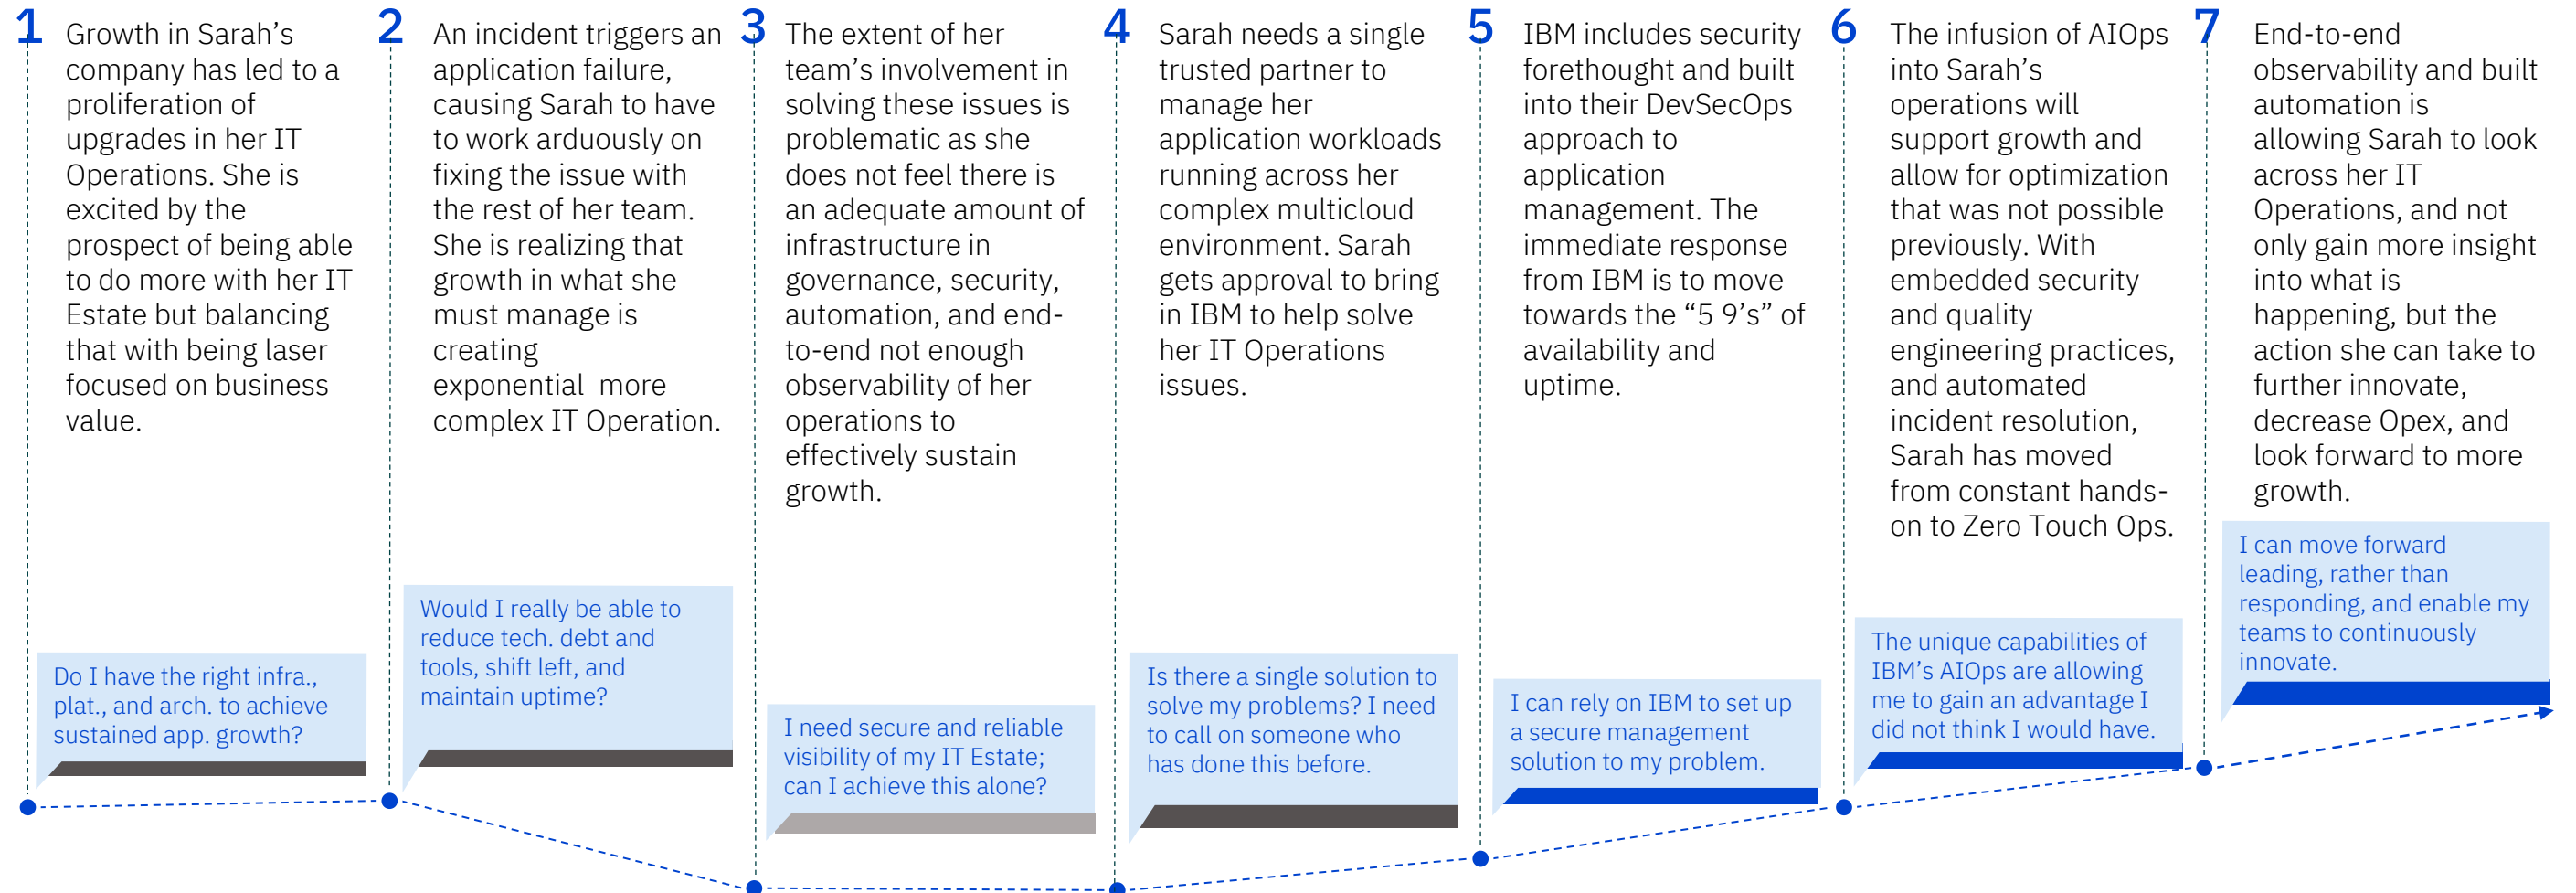 1
Growth in Sarah’s
company has led to a
proliferation of
upgrades in her IT
Operations. She is
excited by the
prospect of being able
to do more with her IT
Estate but balancing
that with being laser
focused on business
value.
Do I have the right infra.,
plat., and arch. to achieve
sustained app. growth?
2
An incident triggers an
application failure,
causing Sarah to have
to work arduously on
fixing the issue with
the rest of her team.
She is realizing that
growth in what she
must manage is
creating
exponential  more
complex IT Operation.
Would I really be able to
reduce tech. debt and
tools, shift left, and
maintain uptime?
3
The extent of her
team’s involvement in
solving these issues is
problematic as she
does not feel there is
an adequate amount of
infrastructure in
governance, security,
automation, and end-
to-end not enough
observability of her
operations to
effectively sustain
growth.
I need secure and reliable
visibility of my IT Estate;
can I achieve this alone?
4
Sarah needs a single
trusted partner to
manage her
application workloads
running across her
complex multicloud
environment. Sarah
gets approval to bring
in IBM to help solve
her IT Operations
issues.
Is there a single solution to
solve my problems? I need
to call on someone who
has done this before.
5
IBM includes security
forethought and built
into their DevSecOps
approach to
application
management. The
immediate response
from IBM is to move
towards the “5 9’s” of
availability and
uptime.
I can rely on IBM to set up
a secure management
solution to my problem.
6
The infusion of AIOps
into Sarah’s
operations will
support growth and
allow for optimization
that was not possible
previously. With
embedded security
and quality
engineering practices,
and automated
incident resolution,
Sarah has moved
from constant hands-
on to Zero Touch Ops.
The unique capabilities of
IBM’s AIOps are allowing
me to gain an advantage I
did not think I would have.
7
End-to-end
observability and built
automation is
allowing Sarah to look
across her IT
Operations, and not
only gain more insight
into what is
happening, but the
action she can take to
further innovate,
decrease Opex, and
look forward to more
growth.
I can move forward
leading, rather than
responding, and enable my
teams to continuously
innovate.